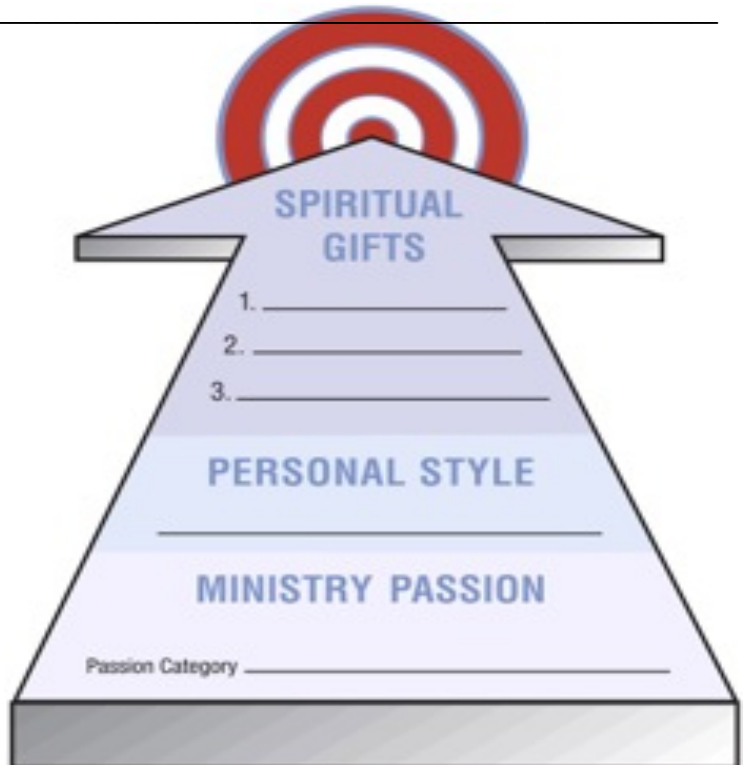 SPIRITUAL
GIFTS
1.
2.
3.
PERSONAL STYLE
MINISTRY PASSION
Passion Category